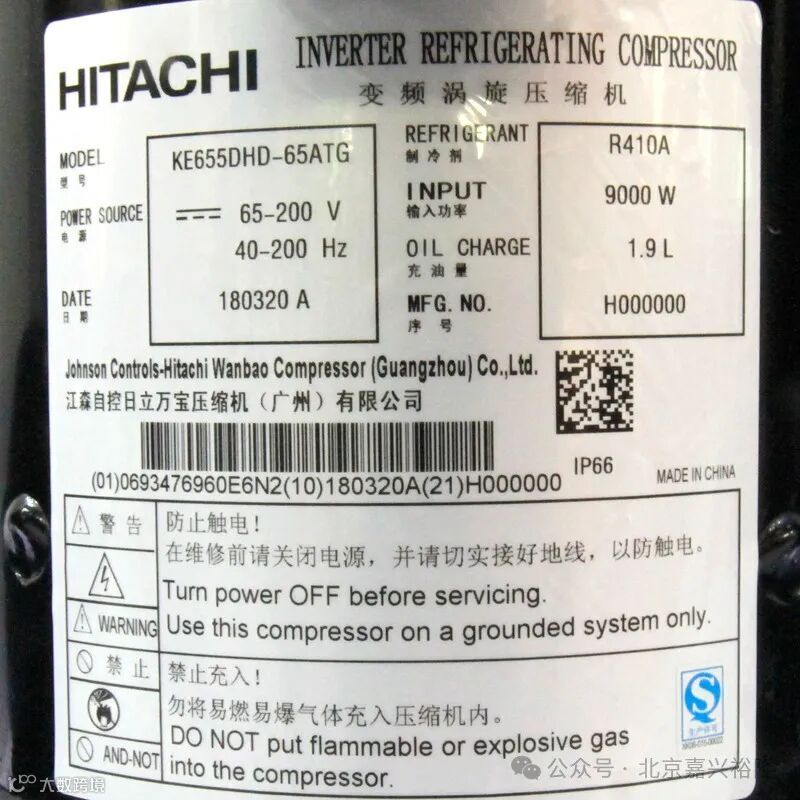 HITACHI
INVERTER REFRIGERATING COMPRESSOR
变频涡旋压缩机
MODEL KE655DHD-65ATG
型号
POWER SOURCE 65-200 V
电源 40-200 Hz
DATE 180320 A
日期
REFRIGERANT R410A
制冷剂
INPUT 9000 W
输入功率
OIL CHARGE 1.9 L
充油量
MFG. NO. H000000
序号
Johnson Controls-Hitachi Wanbao Compressor (Guangzhou) Co.,Ltd.
江森自控日立万宝压缩机（广州）有限公司
(01)0693476960E6N2(10)180320A(21)H000000
IP66
MADE IN CHINA
警告
防止触电！
在维修前请关闭电源，并请切实接好地线，以防触电。
WARNING
Turn power OFF before servicing.
Use this compressor on a grounded system only.
禁止
禁止充入！
勿将易燃易爆气体充入压缩机内。
AND-NOT
DO NOT put flammable or explosive gas
into the compressor.
生产许可
公众号·北京嘉兴裕
大数跨境